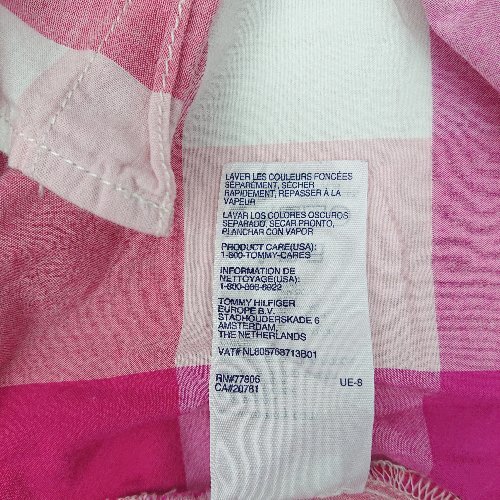 LAVER LES COULEURS FONCÉES
SÉPARÉMENT, SÉCHER
RAPIDEMENT, REPASSER À LA
VAPEUR
LAVAR LOS COLORES OSCUROS
SEPARADO, SECAR PRONTO,
PLANCHAR CON VAPOR
PRODUCT CARE(USA):
1-800-TOMMY-CARES
INFORMATION DE
NETTOYAGE(USA):
1-800-866-6922
TOMMY HILFIGER
EUROPE B.V.
STADHOUDERSKADE 6
AMSTERDAM,
THE NETHERLANDS
VAT# NL805768713B01
RN#77806 UE-S
CA#20781